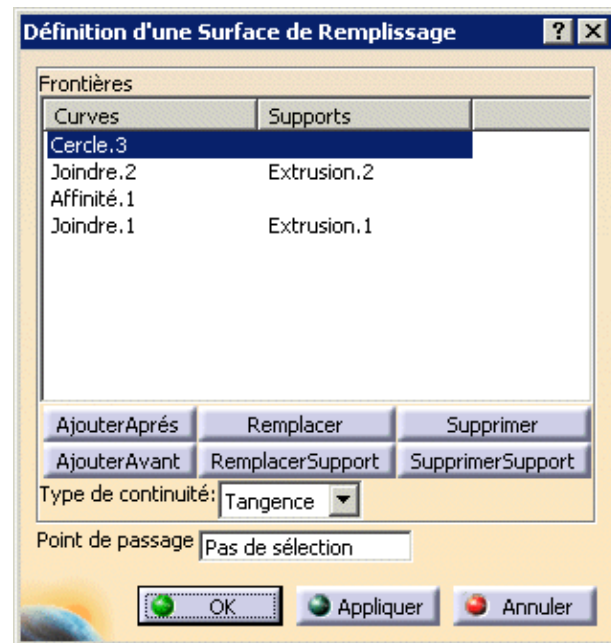 Définition d'une Surface de Remplissage ? X
Frontières
Curves Supports
Cercle.3
Joindre.2 Extrusion.2
Affinité.1
Joindre.1 Extrusion.1
AjouterAprés Remplacer Supprimer
AjouterAvant RemplacerSupport SupprimerSupport
Type de continuité: Tangence
Point de passage Pas de sélection
OK Appliquer Annuler